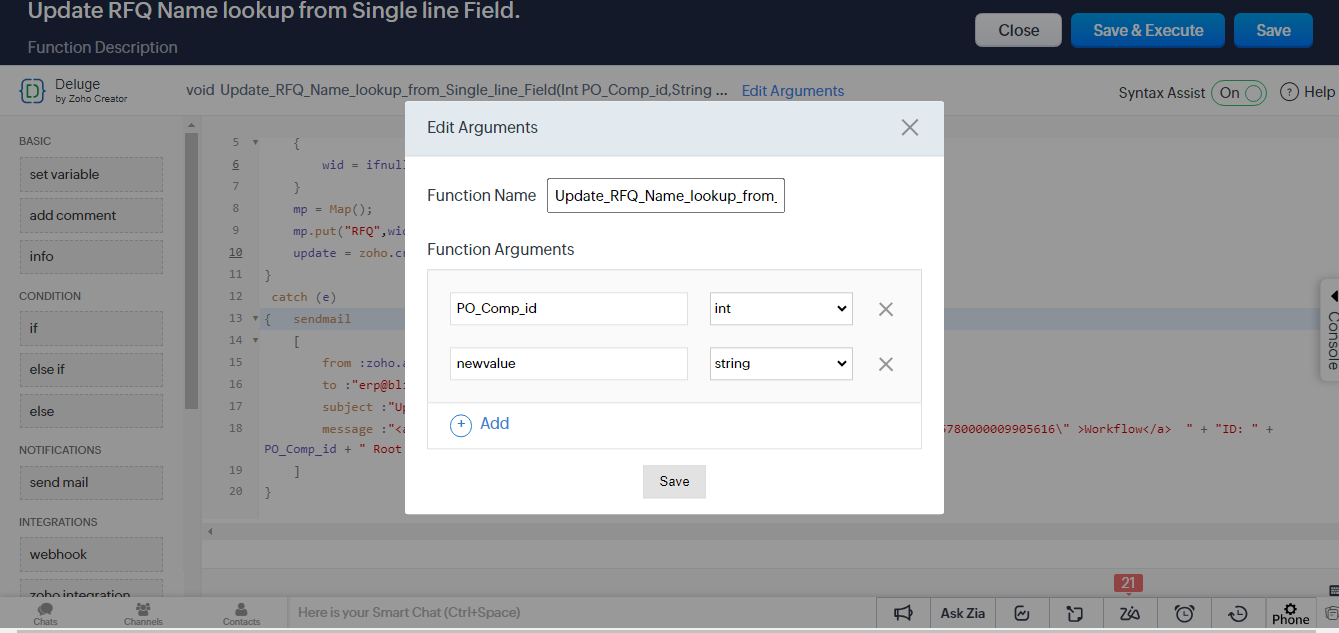 Update RFQ Name lookup from Single line Field.
Function Description
Close
Save & Execute
Save
Deluge
by Zoho Creator
void Update_RFQ_Name_lookup_from_Single_line_Field(Int PO_Comp_id,String ...
Edit Arguments
Syntax Assist
On
? Help
BASIC
set variable
add comment
info
CONDITION
if
else if
else
NOTIFICATIONS
send mail
INTEGRATIONS
webhook
zoho integration
5 {
6 wid = ifnull
7 }
8 mp = Map();
9 mp.put("RFQ",wid
10 update = zoho.cr
11 }
12 catch (e)
13 { sendmail
14 [
15 from :zoho.a
16 to :"erp@bli
17 subject :"Up
18 message :"<a
5780000009905616\" >Workflow</a> " + "ID: " +
PO_Comp_id + " Root
19 ]
20 }
Edit Arguments
Function Name
Update_RFQ_Name_lookup_from_
Function Arguments
PO_Comp_id
int
newvalue
string
+ Add
Save
Console
21
Chats
Channels
Contacts
Here is your Smart Chat (Ctrl+Space)
Ask Zia
Phone